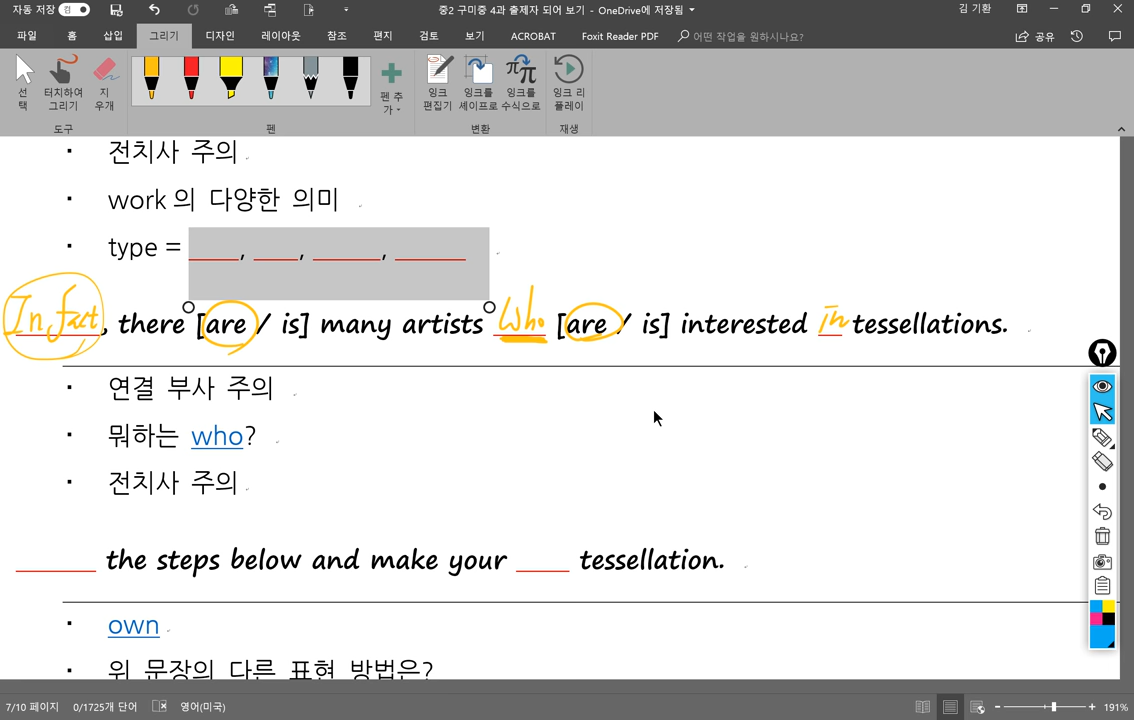 자동 저장 컴 중2 구미중 4과 출제자 되어 보기 - OneDrive에 저장됨 김 기환
파일 홈 삽입 그리기 디자인 레이아웃 참조 편지 검토 보기 ACROBAT Foxit Reader PDF 어떤 작업을 원하시나요? 공유
선택 터치하여 그리기 지우개 펜 추가 잉크 편집기 잉크를 셰이프로 잉크를 수식으로 잉크 리플레이
도구 펜 변환 재생
· 전치사 주의
· work의 다양한 의미
· type = ____, ____, ____, ____
In fact, there [are / is] many artists who [are / is] interested in tessellations.
· 연결 부사 주의
· 뭐하는 who?
· 전치사 주의
____ the steps below and make your ____ tessellation.
· own
· 위 문장의 다른 표현 방법은?
7/10 페이지 0/1725개 단어 영어(미국) 191%